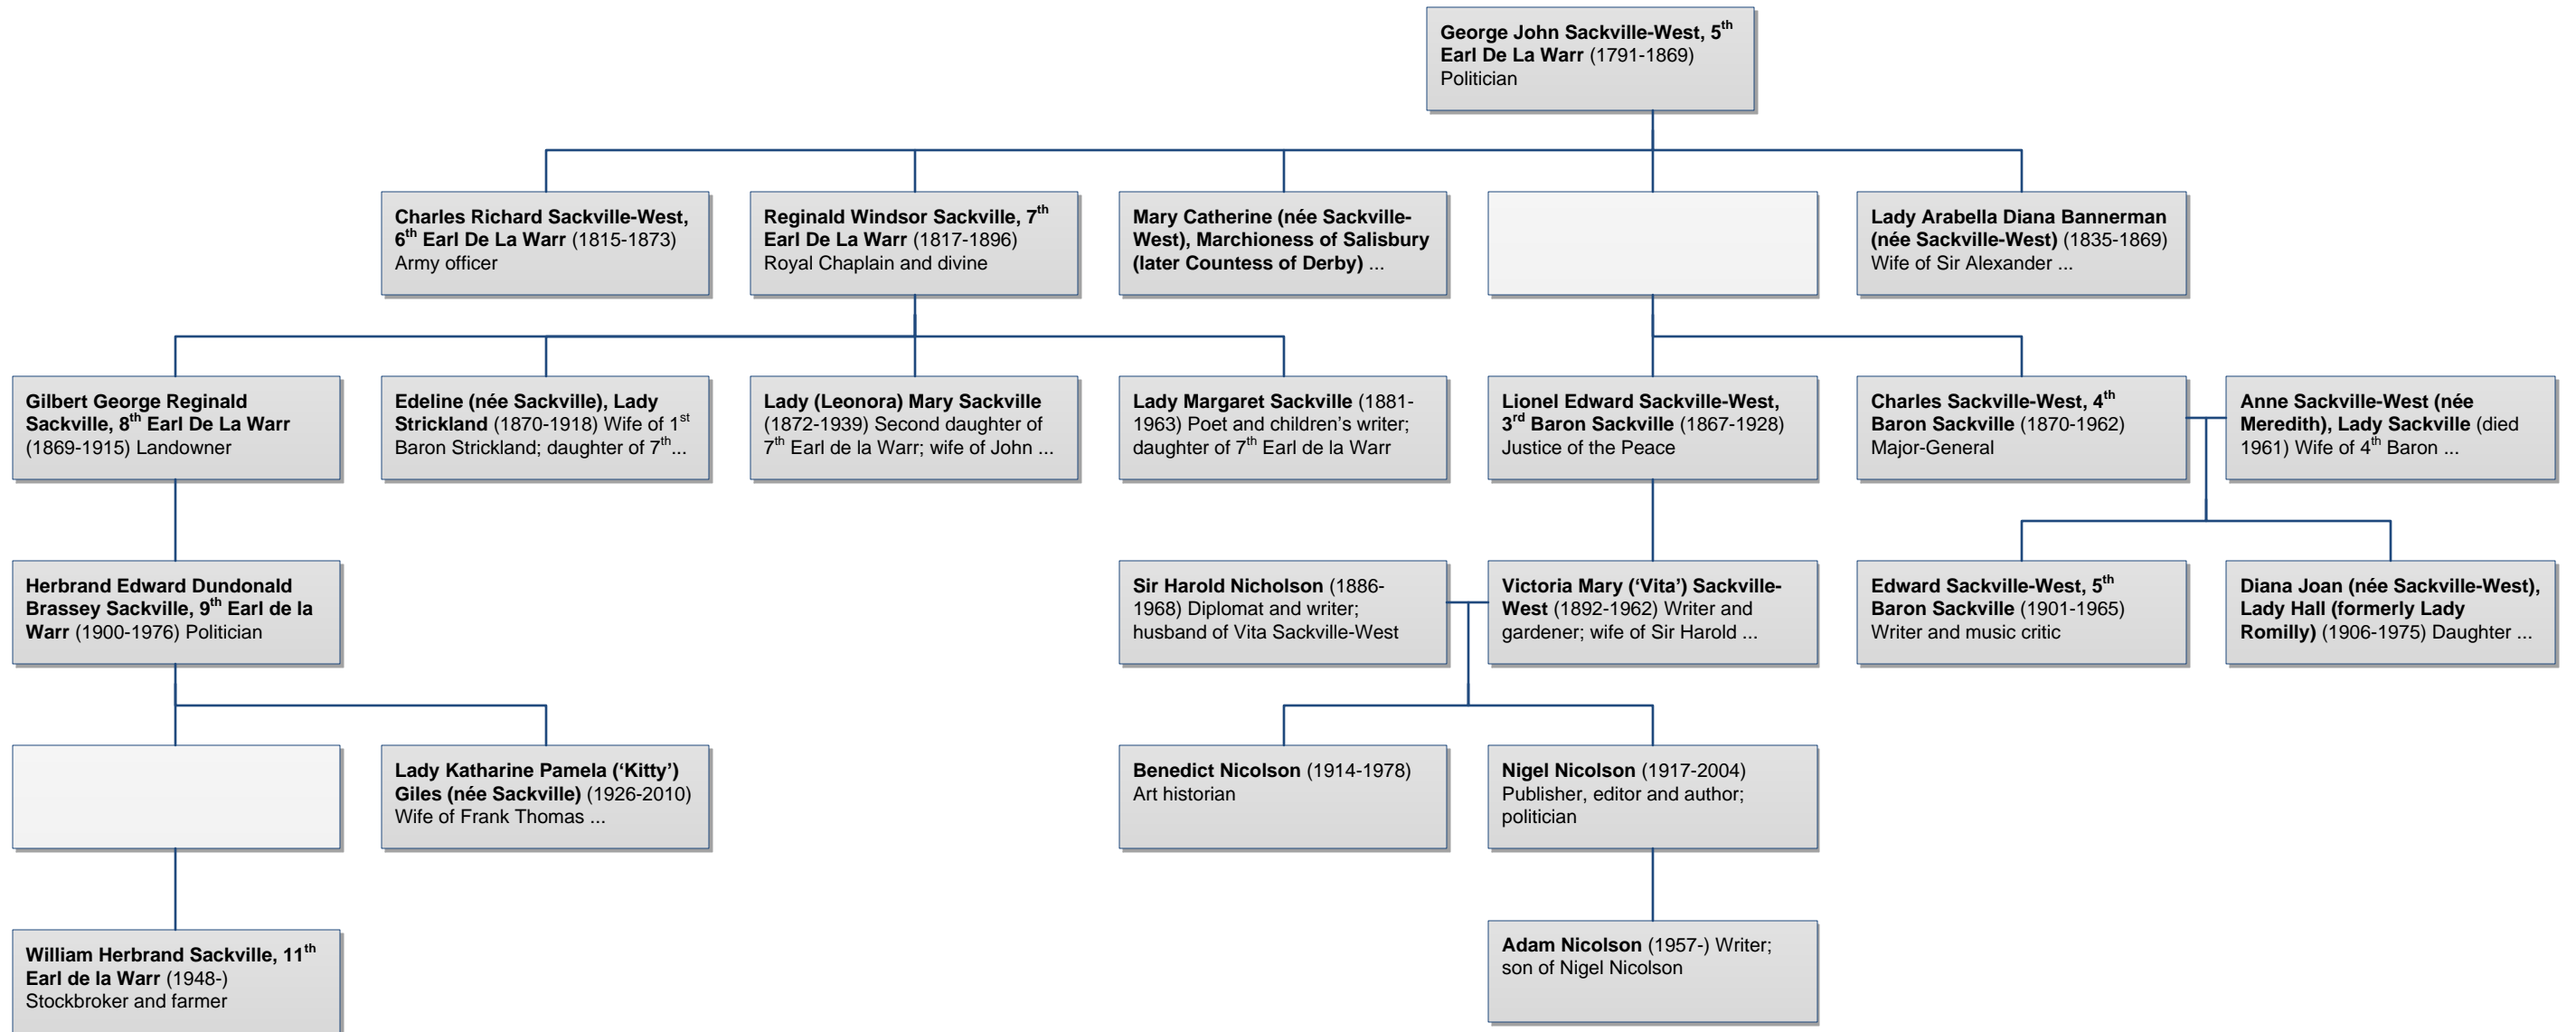 George John Sackville-West, 5th
Earl De La Warr (1791-1869)
Politician
Charles Richard Sackville-West,
6th Earl De La Warr (1815-1873)
Army officer
Reginald Windsor Sackville, 7th
Earl De La Warr (1817-1896)
Royal Chaplain and divine
Mary Catherine (née Sackville-
West), Marchioness of Salisbury
(later Countess of Derby) ...
Lady Arabella Diana Bannerman
(née Sackville-West) (1835-1869)
Wife of Sir Alexander ...
Gilbert George Reginald
Sackville, 8th Earl De La Warr
(1869-1915) Landowner
Edeline (née Sackville), Lady
Strickland (1870-1918) Wife of 1st
Baron Strickland; daughter of 7th...
Lady (Leonora) Mary Sackville
(1872-1939) Second daughter of
7th Earl de la Warr; wife of John ...
Lady Margaret Sackville (1881-
1963) Poet and children’s writer;
daughter of 7th Earl de la Warr
Lionel Edward Sackville-West,
3rd Baron Sackville (1867-1928)
Justice of the Peace
Charles Sackville-West, 4th
Baron Sackville (1870-1962)
Major-General
Anne Sackville-West (née
Meredith), Lady Sackville (died
1961) Wife of 4th Baron ...
Herbrand Edward Dundonald
Brassey Sackville, 9th Earl de la
Warr (1900-1976) Politician
Sir Harold Nicholson (1886-
1968) Diplomat and writer;
husband of Vita Sackville-West
Victoria Mary (‘Vita’) Sackville-
West (1892-1962) Writer and
gardener; wife of Sir Harold ...
Edward Sackville-West, 5th
Baron Sackville (1901-1965)
Writer and music critic
Diana Joan (née Sackville-West),
Lady Hall (formerly Lady
Romilly) (1906-1975) Daughter ...
Lady Katharine Pamela (‘Kitty’)
Giles (née Sackville) (1926-2010)
Wife of Frank Thomas ...
Benedict Nicolson (1914-1978)
Art historian
Nigel Nicolson (1917-2004)
Publisher, editor and author;
politician
William Herbrand Sackville, 11th
Earl de la Warr (1948-)
Stockbroker and farmer
Adam Nicolson (1957-) Writer;
son of Nigel Nicolson